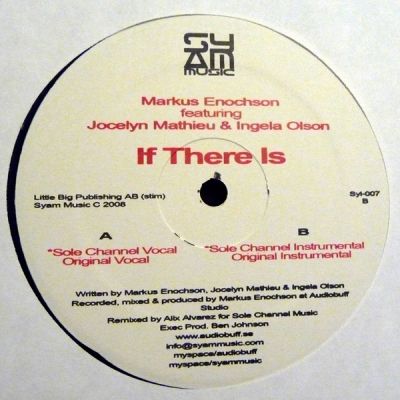 SYAM MUSIC
Markus Enochson
featuring
Jocelyn Mathieu & Ingela Olson
If There Is
Little Big Publishing AB (stim)
Syam Music C 2008
Syl-007
B
A
*Sole Channel Vocal
Original Vocal
B
*Sole Channel Instrumental
Original Instrumental
Written by Markus Enochson, Jocelyn Mathieu & Ingela Olson
Recorded, mixed & produced by Markus Enochson at Audiobuff
Studio
Remixed by Alix Alvarez for Sole Channel Music
Exec Prod. Ben Johnson
www.audiobuff.se
info@syammusic.com
myspace/audiobuff
myspace/syammusic